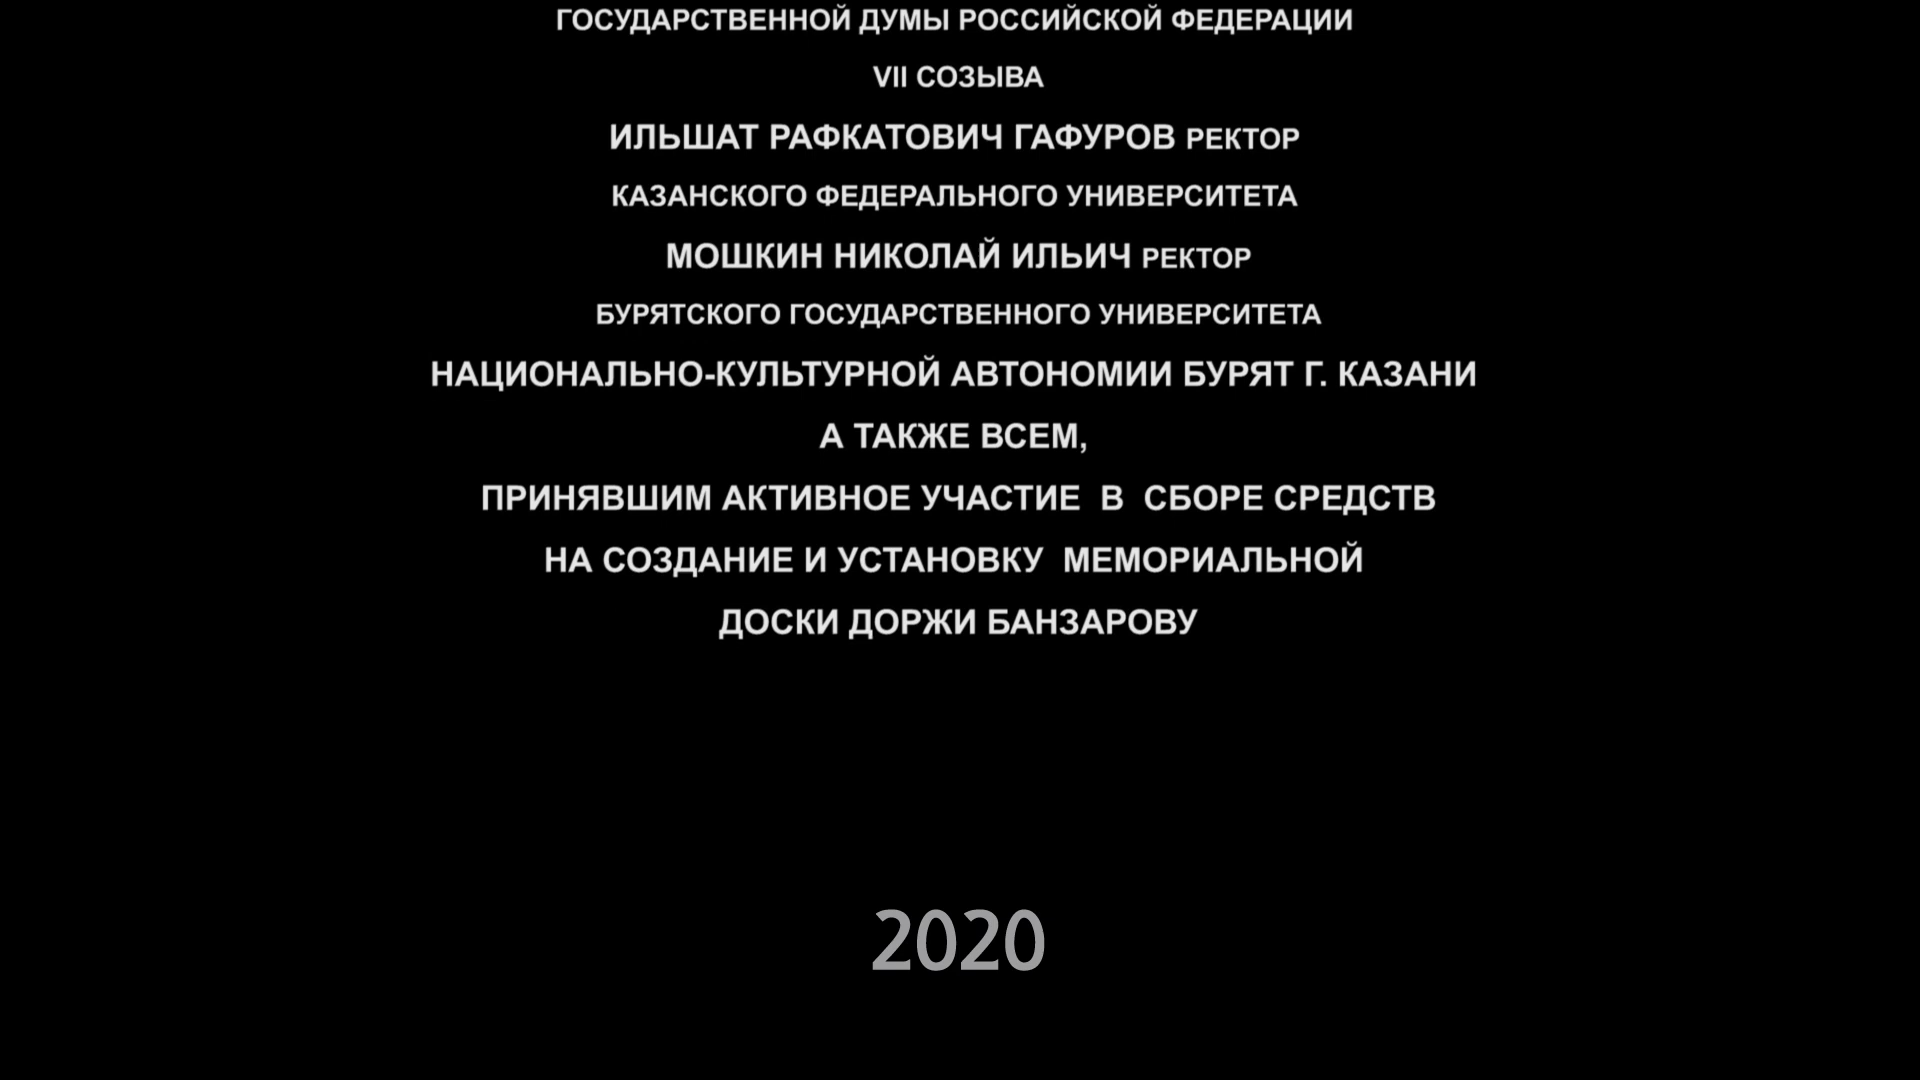 ГОСУДАРСТВЕННОЙ ДУМЫ РОССИЙСКОЙ ФЕДЕРАЦИИ
VII СОЗЫВА
ИЛЬШАТ РАФКАТОВИЧ ГАФУРОВ РЕКТОР
КАЗАНСКОГО ФЕДЕРАЛЬНОГО УНИВЕРСИТЕТА
МОШКИН НИКОЛАЙ ИЛЬИЧ РЕКТОР
БУРЯТСКОГО ГОСУДАРСТВЕННОГО УНИВЕРСИТЕТА
НАЦИОНАЛЬНО-КУЛЬТУРНОЙ АВТОНОМИИ БУРЯТ Г. КАЗАНИ
А ТАКЖЕ ВСЕМ,
ПРИНЯВШИМ АКТИВНОЕ УЧАСТИЕ В СБОРЕ СРЕДСТВ
НА СОЗДАНИЕ И УСТАНОВКУ МЕМОРИАЛЬНОЙ
ДОСКИ ДОРЖИ БАНЗАРОВУ
2020